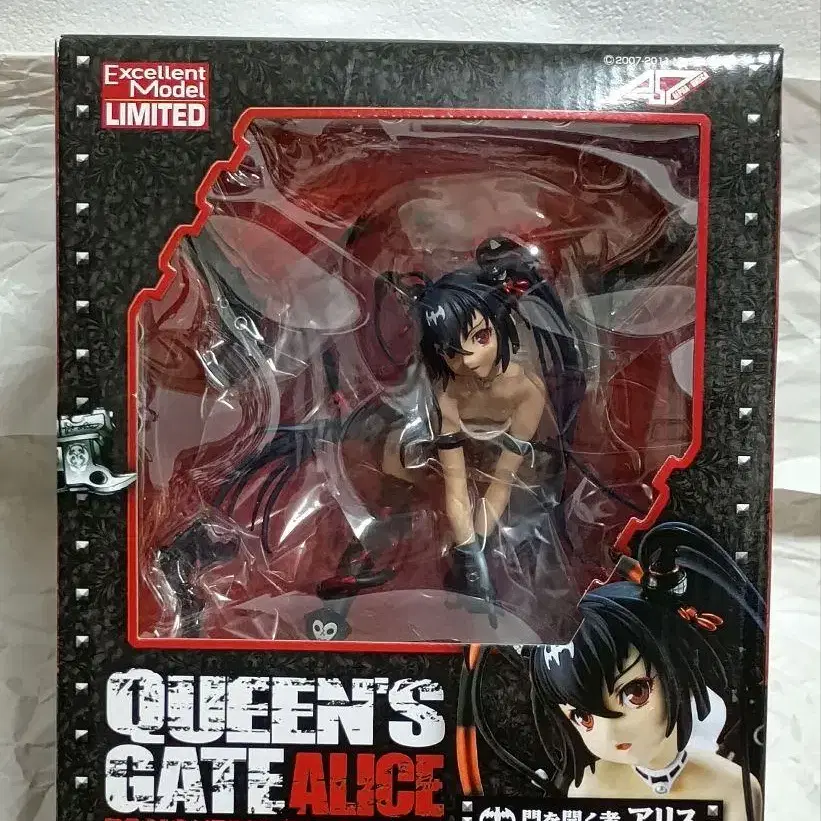 Excellent
Model
LIMITED
©2007-2011
QUEEN'S
GATE ALICE
門を開く者 アリス